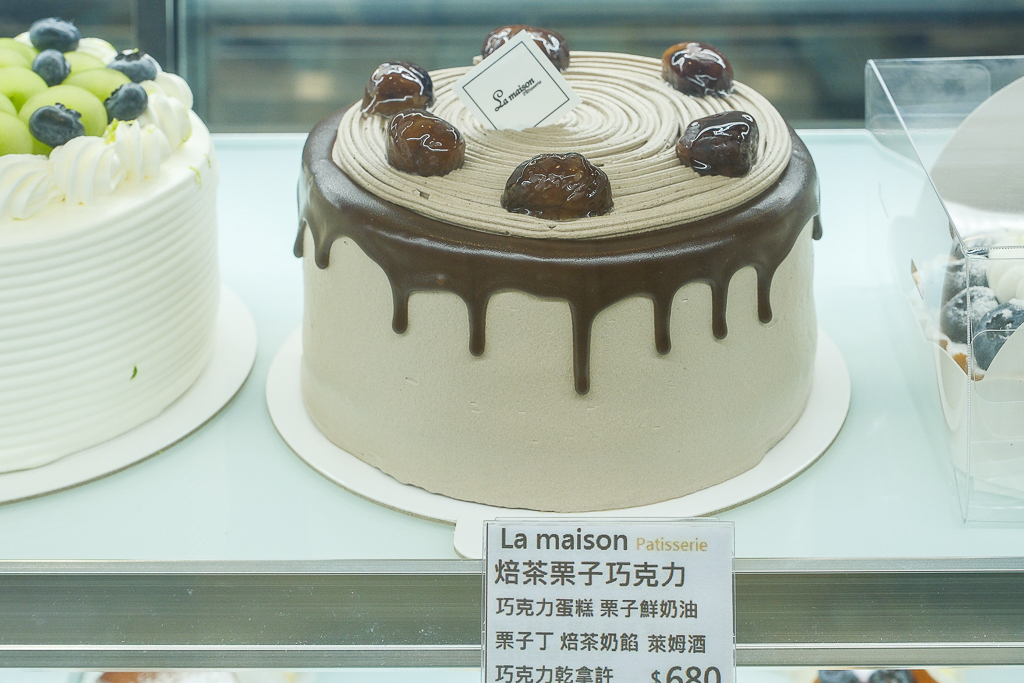 La maison
Pâtisserie
La maison Patisserie
焙茶栗子巧克力
巧克力蛋糕 栗子鮮奶油
栗子丁 焙茶奶餡 萊姆酒
巧克力乾拿許 $680